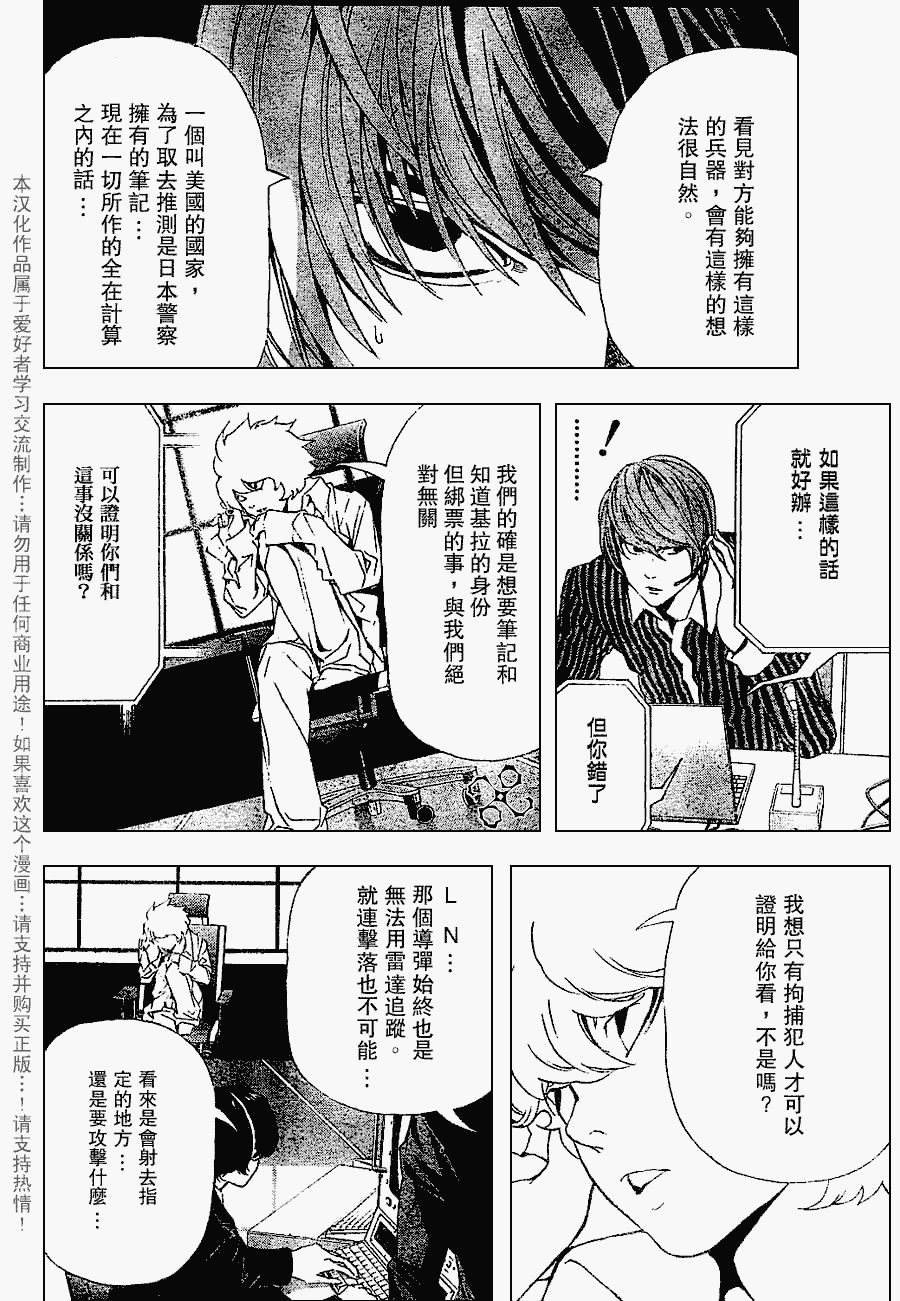 看見對方能夠擁有這樣
的兵器，會有這樣的想
法很自然。
一個叫美國的國家，
為了取去推測是日本警察
擁有的筆記…
現在一切所作的全在計算
之內的話…
如果這樣的話
就好辦…
！
………
但你錯了
我們的確是想要筆記和
知道基拉的身份
但綁票的事，與我們絕
對無關
可以證明你們和
這事沒關係嗎？
我想只有拘捕犯人才可以
證明給你看，不是嗎？
L N…
那個導彈始終也是
無法用雷達追蹤。
就連擊落也不可能…
看來是會射去指
定的地方…
還是要攻擊什麼…
本汉化作品属于爱好者学习交流制作…请勿用于任何商业用途！如果喜欢这个漫画…请支持并购买正版…！请支持热情！